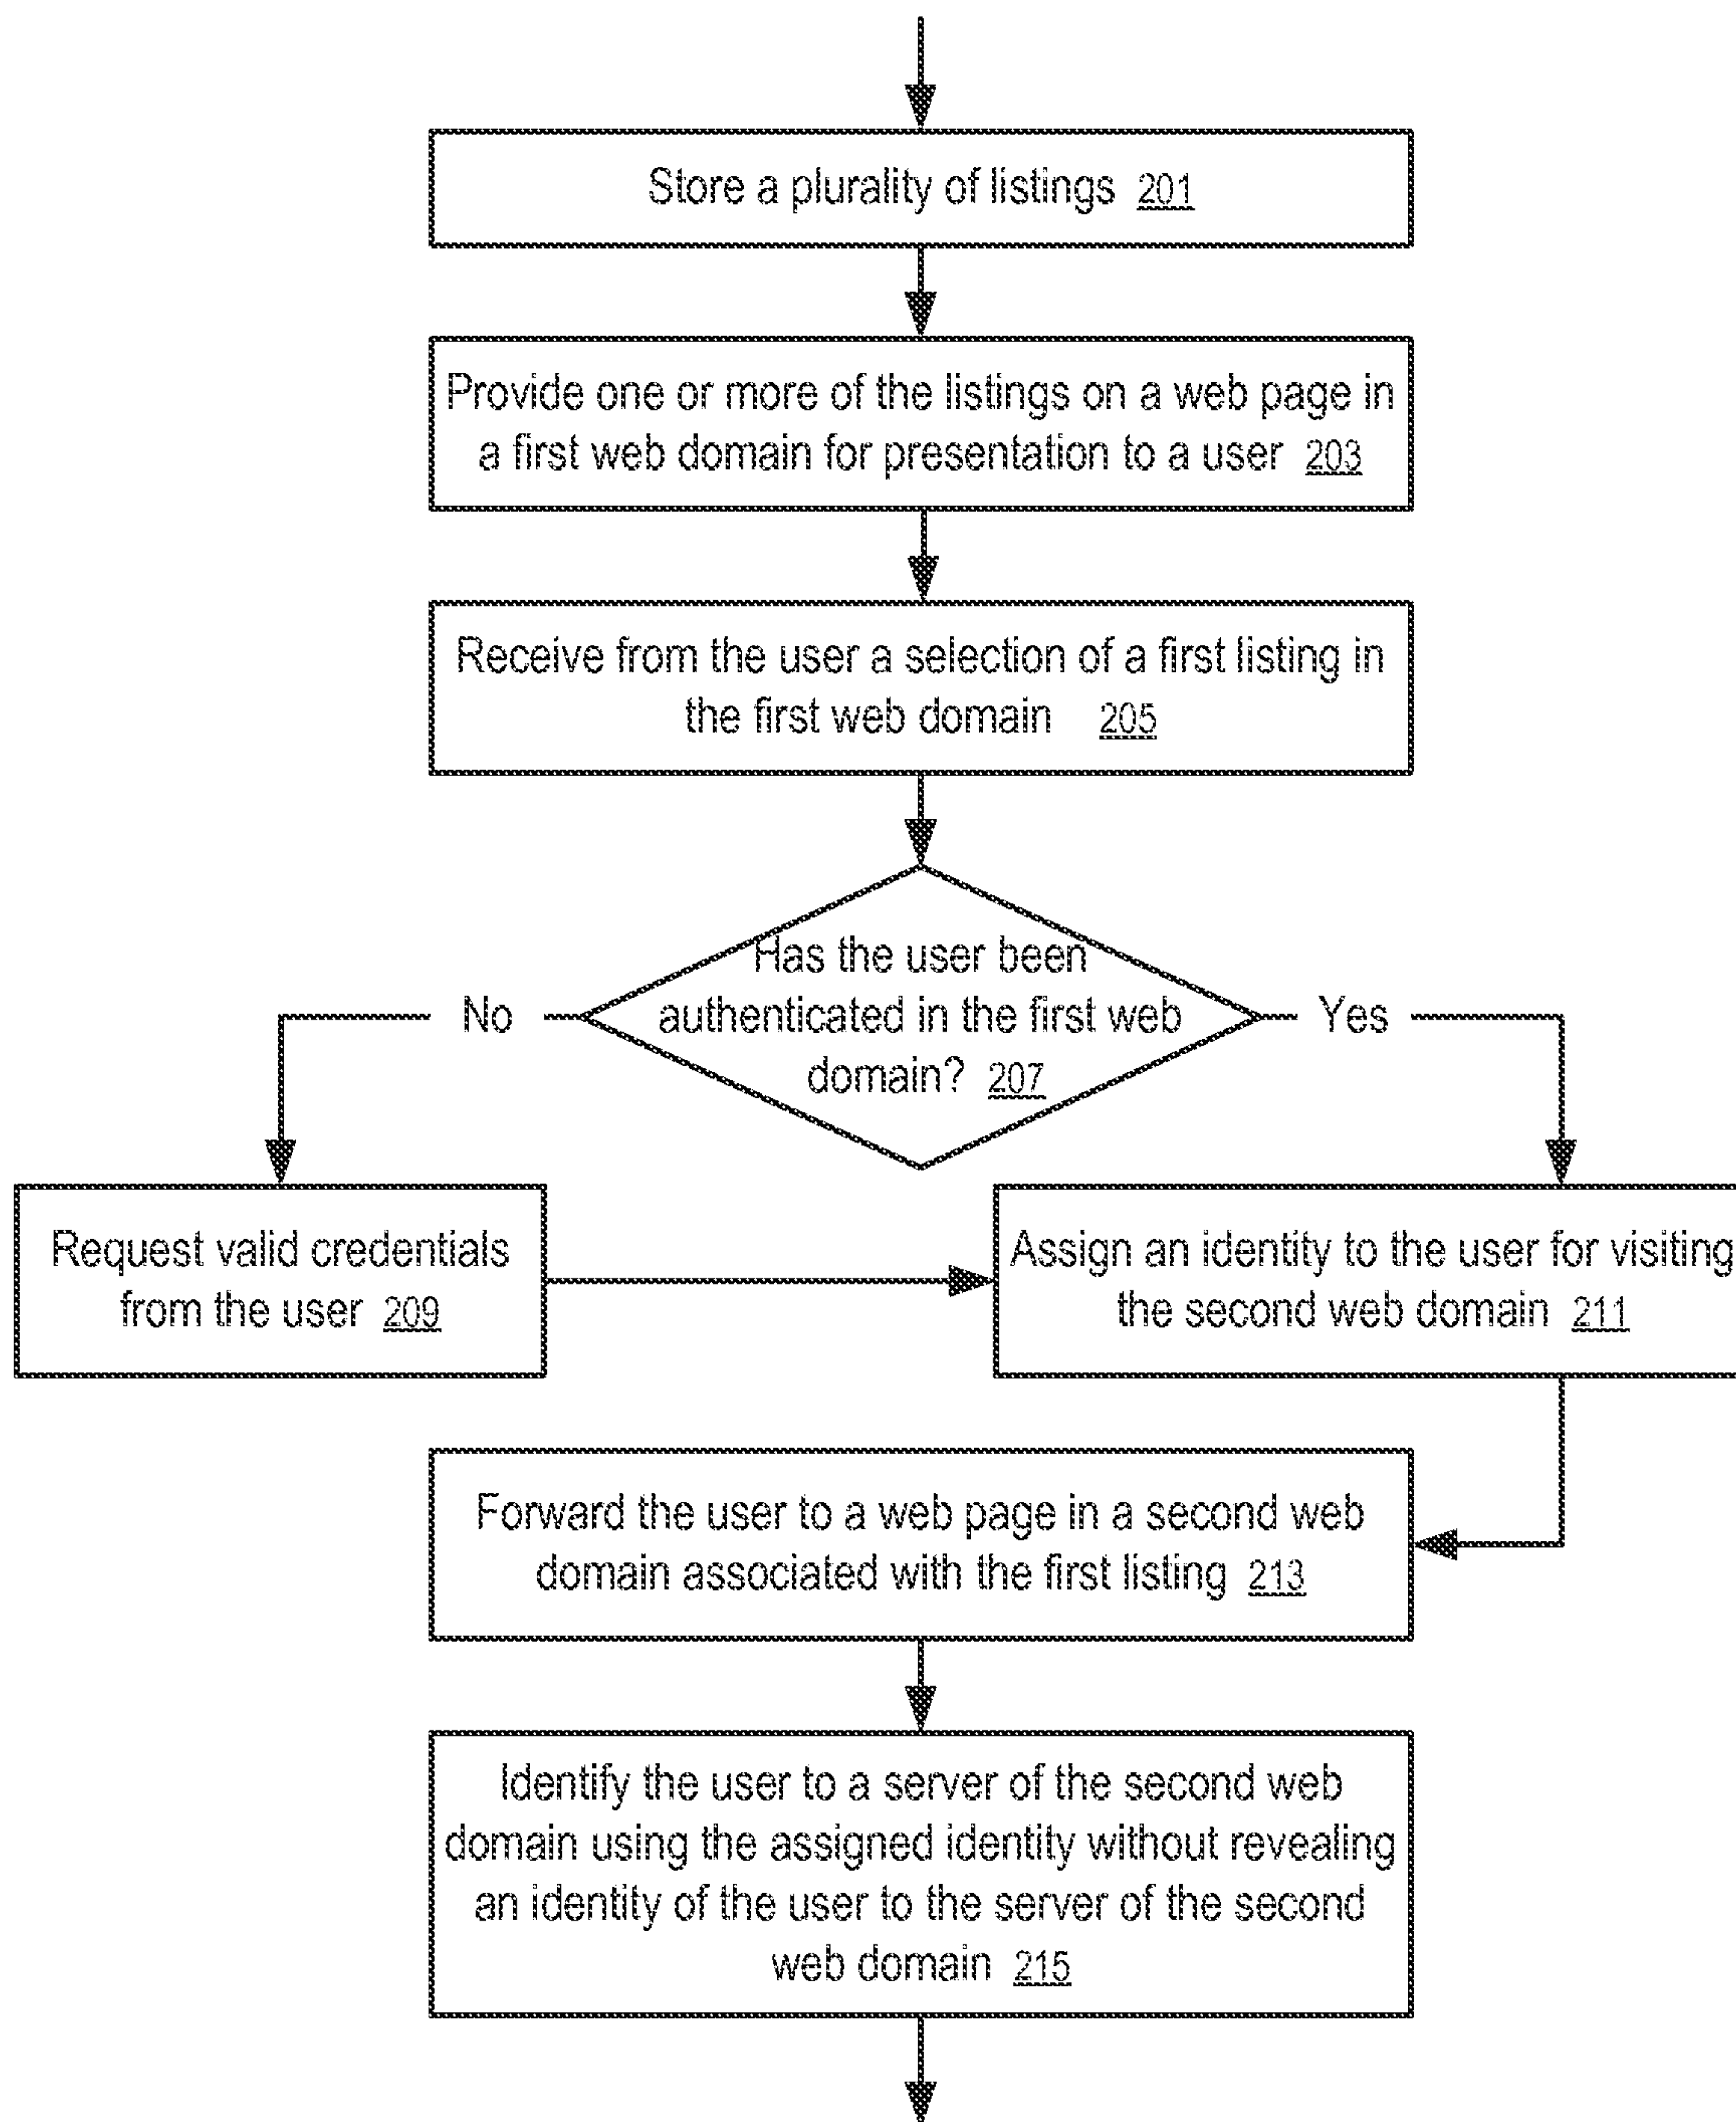 Store a plurality of listings 201
Provide one or more of the listings on a web page in
a first web domain for presentation to a user 203
Receive from the user a selection of a first listing in
the first web domain 205
Has the user been
authenticated in the first web
domain? 207
No
Yes
Request valid credentials
from the user 209
Assign an identity to the user for visiting
the second web domain 211
Forward the user to a web page in a second web
domain associated with the first listing 213
Identify the user to a server of the second web
domain using the assigned identity without revealing
an identity of the user to the server of the second
web domain 215